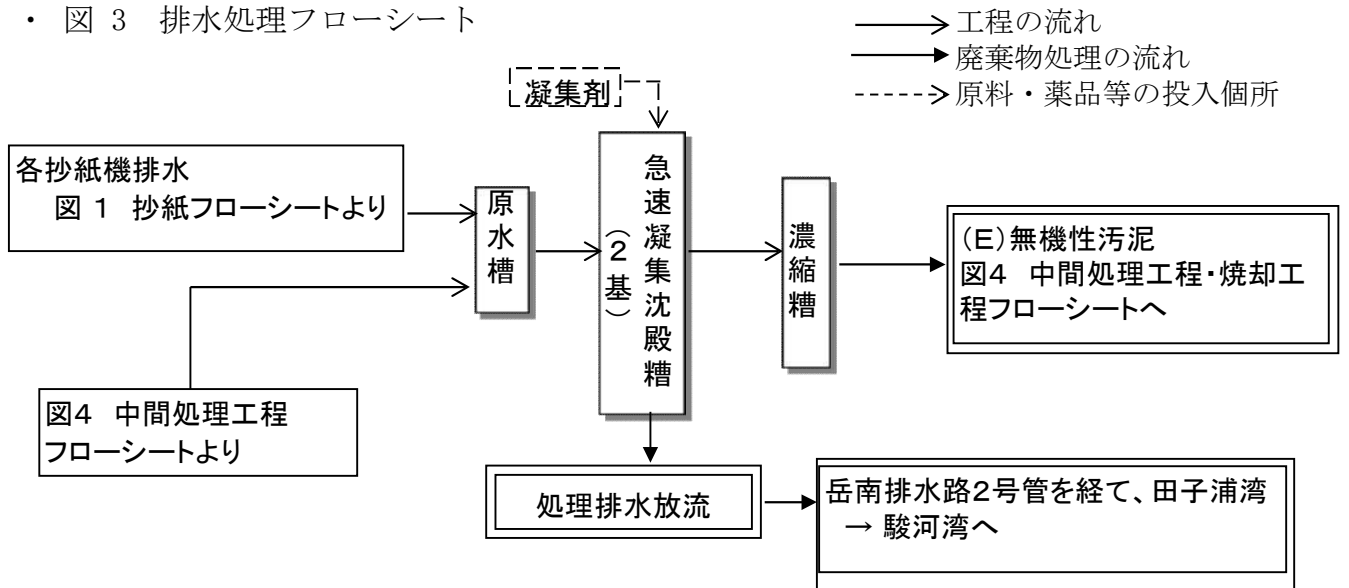 ・ 図 3 排水処理フローシート
工程の流れ
廃棄物処理の流れ
原料・薬品等の投入個所
凝集剤
各抄紙機排水
図 1 抄紙フローシートより
原水槽
急速凝集沈殿糟
(2基)
濃縮糟
(E)無機性汚泥
図4 中間処理工程・焼却工
程フローシートへ
図4 中間処理工程
フローシートより
処理排水放流
岳南排水路2号管を経て、田子浦湾
→ 駿河湾へ